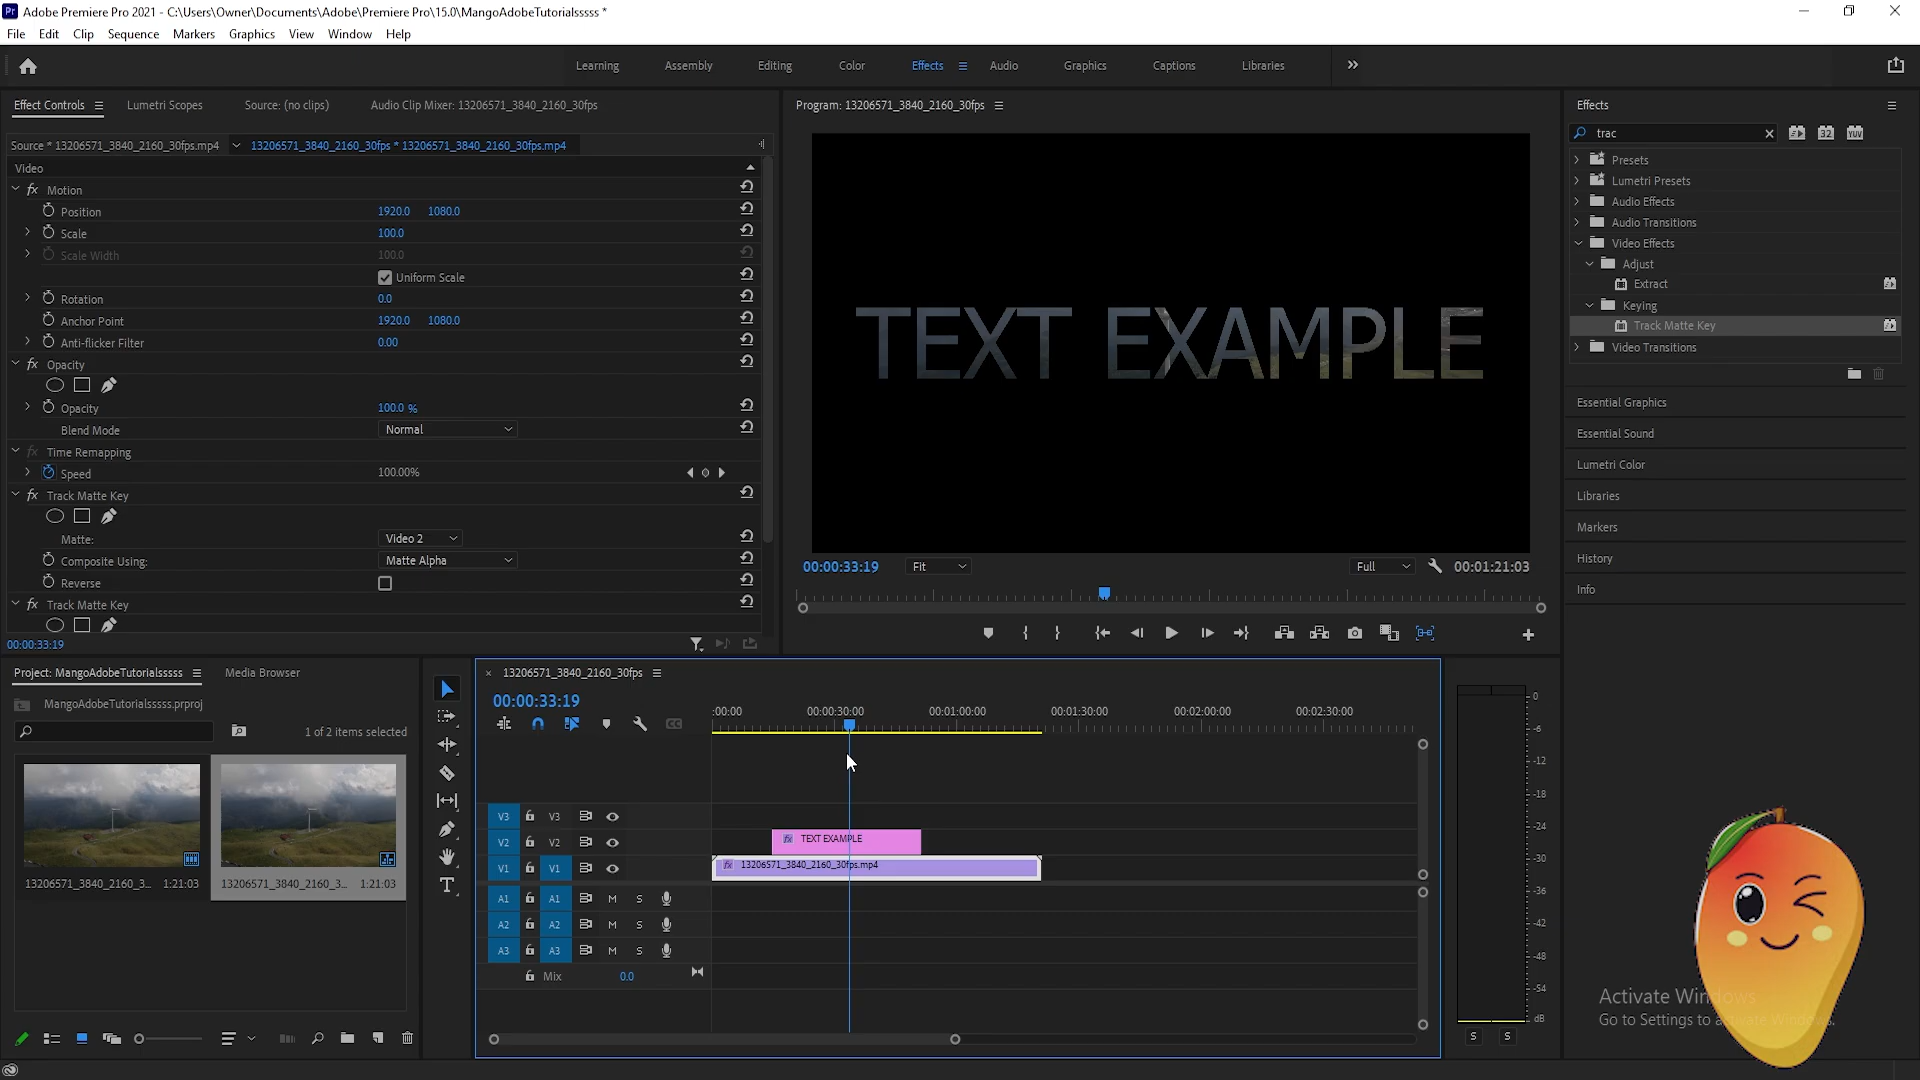 Adobe Premiere Pro 2021 - C:\Users\Owner\Documents\Adobe\Premiere Pro\15.0\MangoAdobeTutorialsssss *
File Edit Clip Sequence Markers Graphics View Window Help
Learning Assembly Editing Color Effects Audio Graphics Captions Libraries
Effect Controls Lumetri Scopes Source: (no clips) Audio Clip Mixer: 13206571_3840_2160_30fps
Source * 13206571_3840_2160_30fps.mp4 13206571_3840_2160_30fps * 13206571_3840_2160_30fps.mp4
Video
fx Motion
Position 1920.0 1080.0
Scale 100.0
Scale Width 100.0
Uniform Scale
Rotation 0.0
Anchor Point 1920.0 1080.0
Anti-flicker Filter 0.00
fx Opacity
Opacity 100.0 %
Blend Mode Normal
fx Time Remapping
Speed 100.00%
fx Track Matte Key
Matte: Video 2
Composite Using: Matte Alpha
Reverse
fx Track Matte Key
00:00:33:19
Program: 13206571_3840_2160_30fps
TEXT EXAMPLE
00:00:33:19 Fit Full 00:01:21:03
Effects
trac
32 YUV
Presets
Lumetri Presets
Audio Effects
Audio Transitions
Video Effects
Adjust
Extract
Keying
Track Matte Key
Video Transitions
Essential Graphics
Essential Sound
Lumetri Color
Libraries
Markers
History
Info
Project: MangoAdobeTutorialsssss Media Browser
MangoAdobeTutorialsssss.prproj
1 of 2 items selected
13206571_3840_2160_3... 1:21:03 13206571_3840_2160_3... 1:21:03
13206571_3840_2160_30fps
00:00:33:19
:00:00 00:00:30:00 00:01:00:00 00:01:30:00 00:02:00:00 00:02:30:00
V3 V3
V2 V2 fx TEXT EXAMPLE
V1 V1 fx 13206571_3840_2160_30fps.mp4
A1 A1 M S
A2 A2 M S
A3 A3 M S
Mix 0.0
0
-6
-12
-18
-24
-30
-36
-42
-48
-54
dB
S S
Activate Windows
Go to Settings to activate Windows.